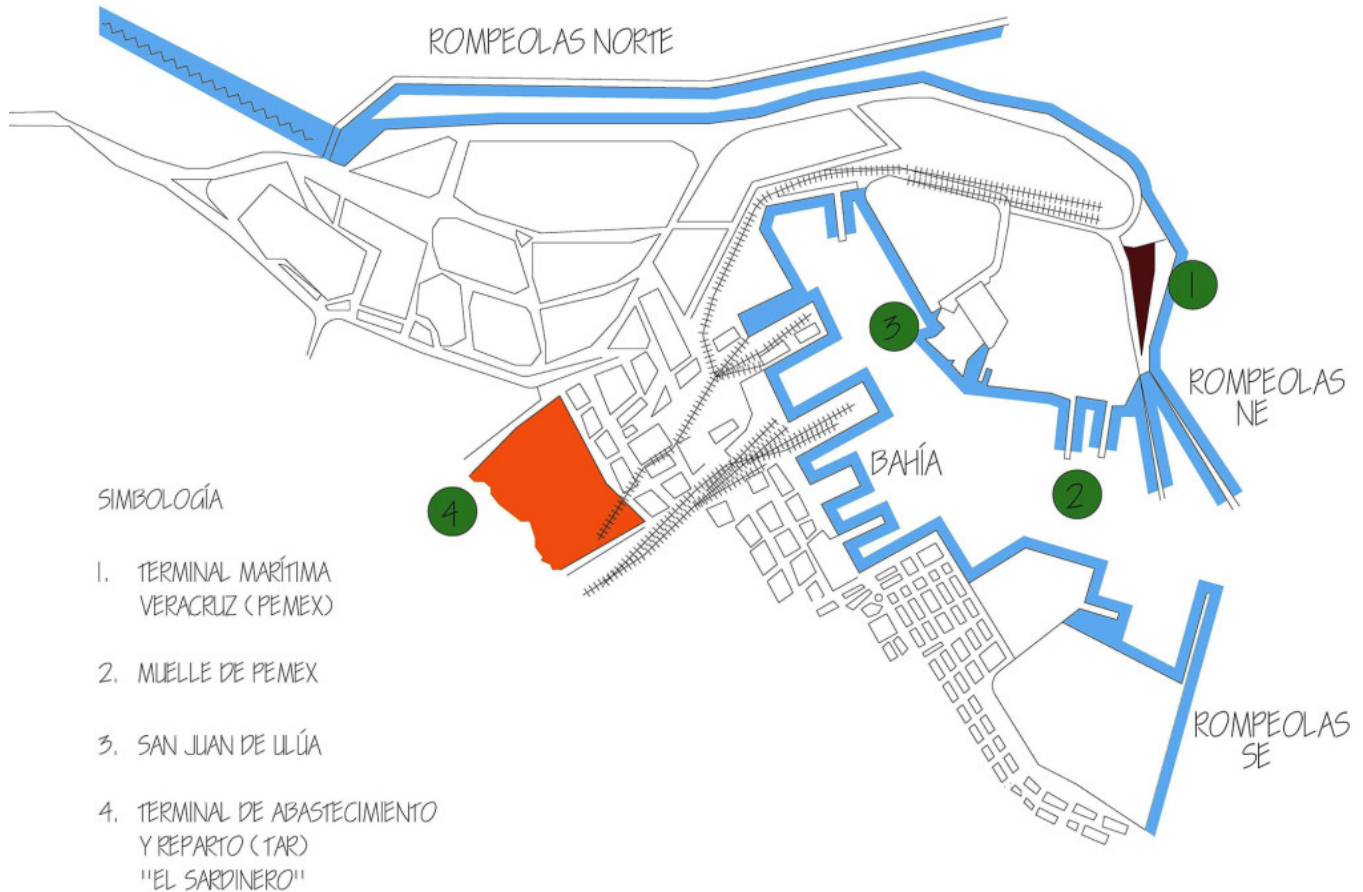 ROMPEOLAS NORTE
1
3
ROMPEOLAS
NE
BAHÍA
2
4
SIMBOLOGÍA
1. TERMINAL MARÍTIMA
VERACRUZ (PEMEX)
2. MUELLE DE PEMEX
3. SAN JUAN DE ULÚA
4. TERMINAL DE ABASTECIMIENTO
Y REPARTO (TAR)
"EL SARDINERO"
ROMPEOLAS
SE